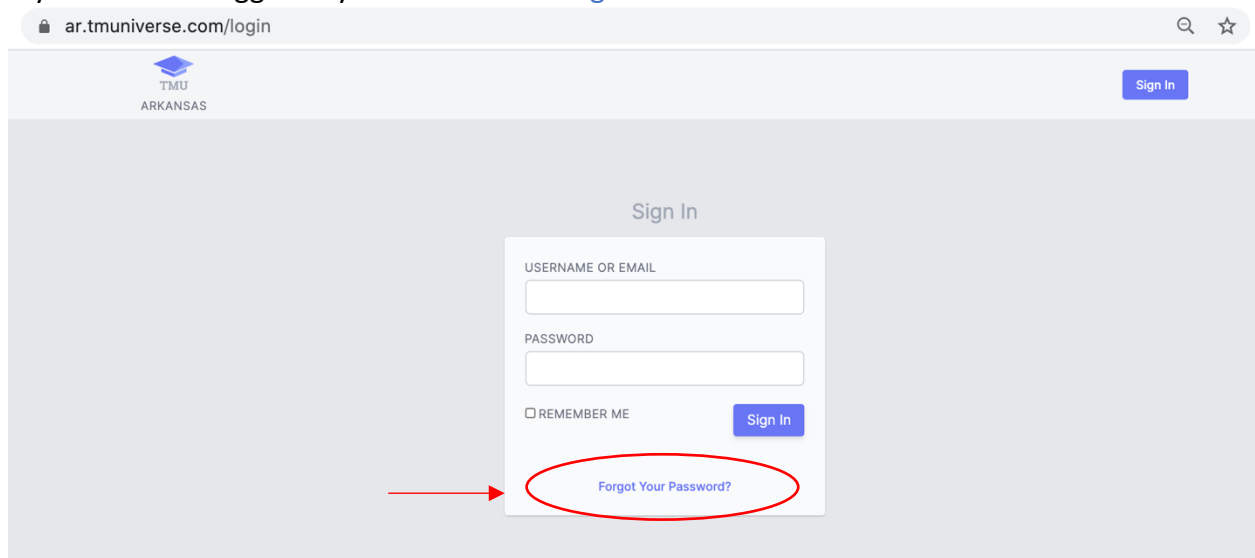 ar.tmuniverse.com/login
TMU
ARKANSAS
Sign In
Sign In
USERNAME OR EMAIL
PASSWORD
REMEMBER ME
Sign In
Forgot Your Password?